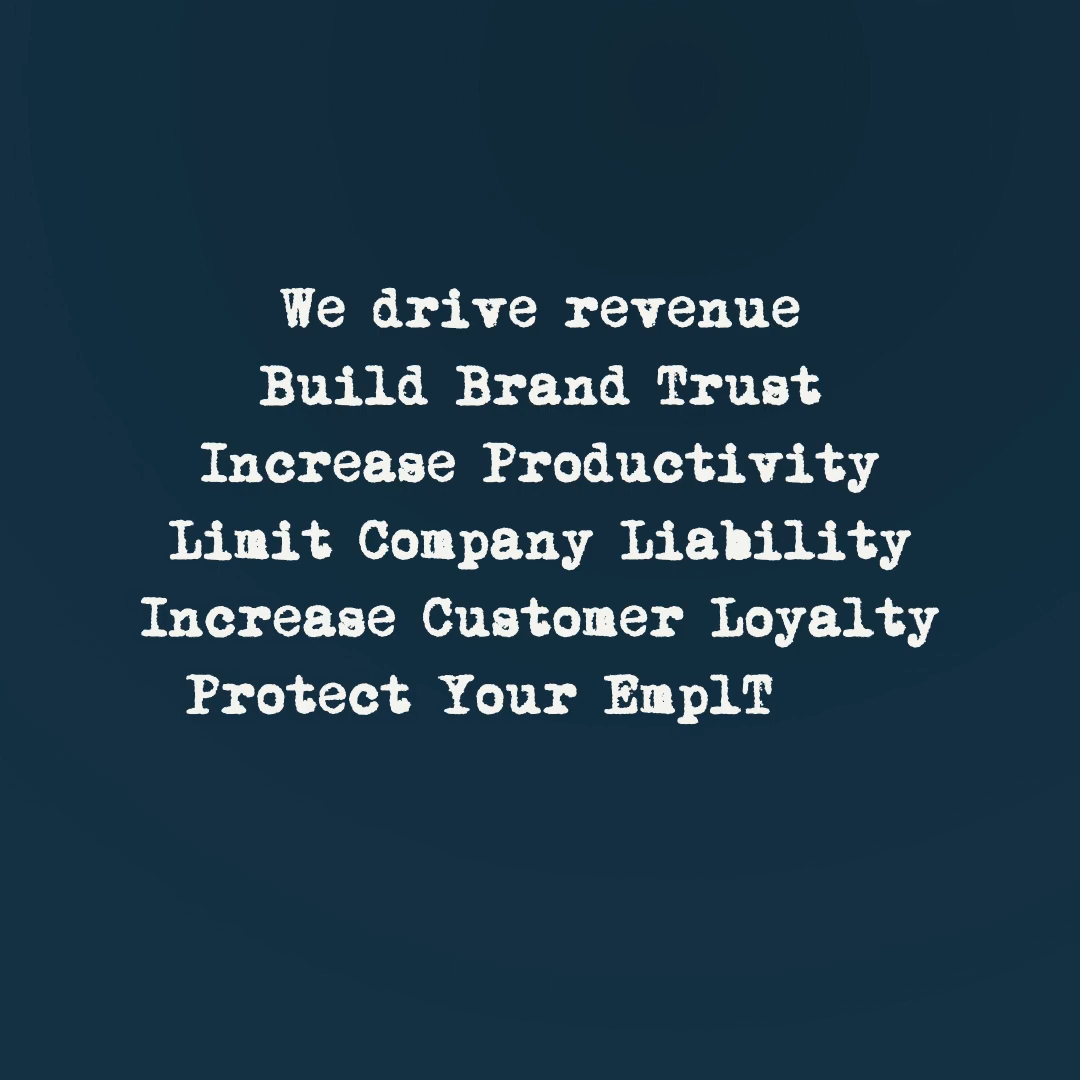 We drive revenue
Build Brand Trust
Increase Productivity
Limit Company Liability
Increase Customer Loyalty
Protect Your EmplT